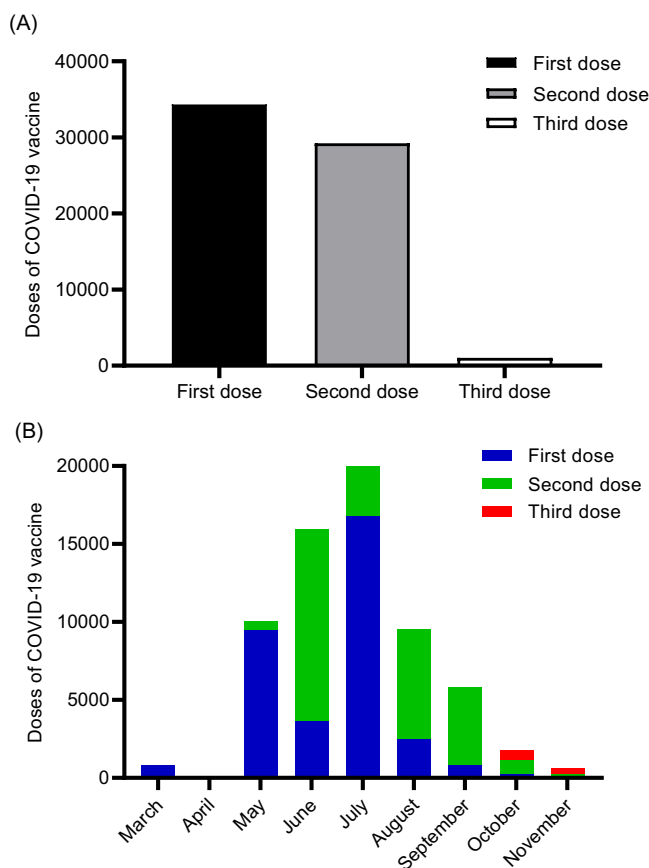 (A)
40000
30000
20000
10000
0
Doses of COVID-19 vaccine
First dose
Second dose
Third dose
First dose Second dose Third dose
(B)
20000
15000
10000
5000
0
Doses of COVID-19 vaccine
First dose
Second dose
Third dose
March April May June July August September October November